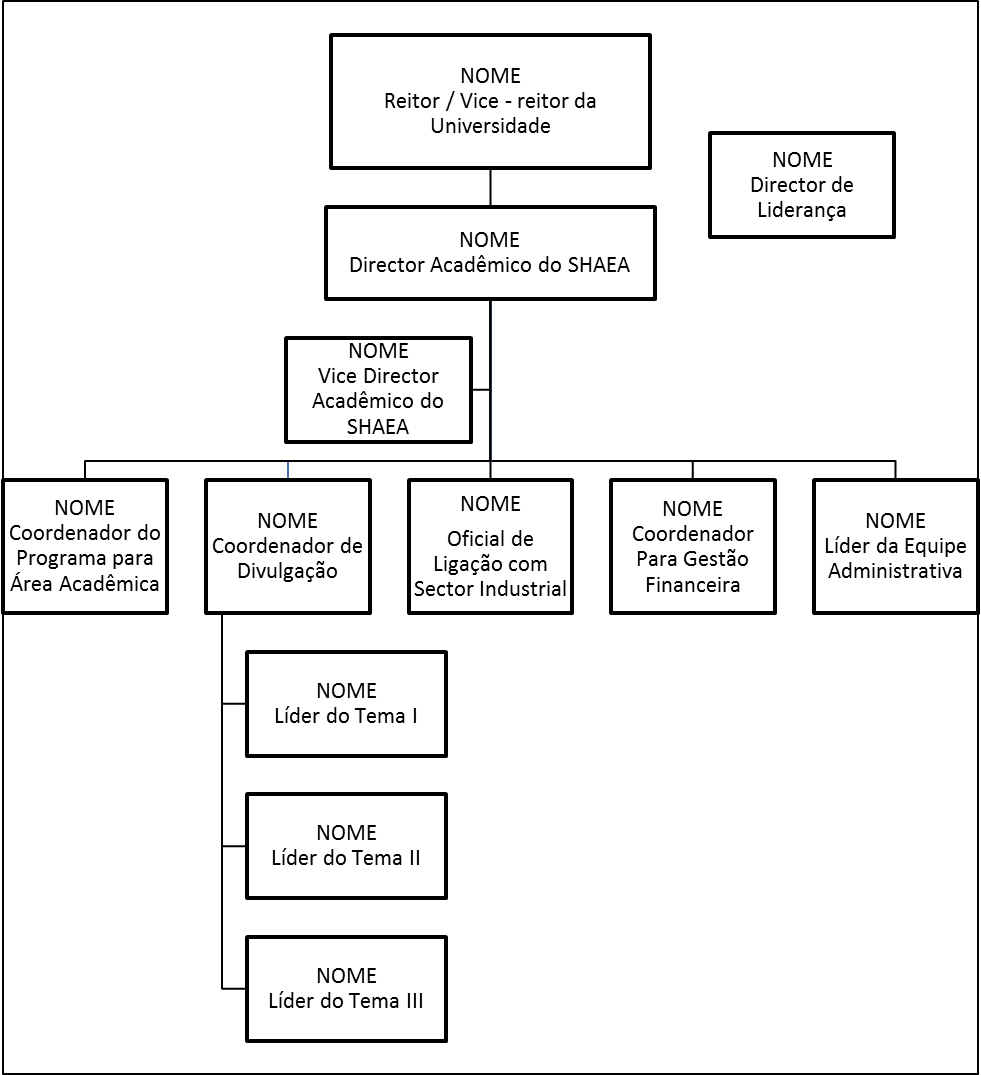 NOME
Reitor / Vice - reitor da
Universidade
NOME
Director de
Liderança
NOME
Director Acadêmico do SHAEA
NOME
Vice Director
Acadêmico do
SHAEA
NOME
Coordenador do
Programa para
Área Acadêmica
NOME
Coordenador de
Divulgação
NOME
Oficial de
Ligação com
Sector Industrial
NOME
Coordenador
Para Gestão
Financeira
NOME
Líder da Equipe
Administrativa
NOME
Líder do Tema I
NOME
Líder do Tema II
NOME
Líder do Tema III